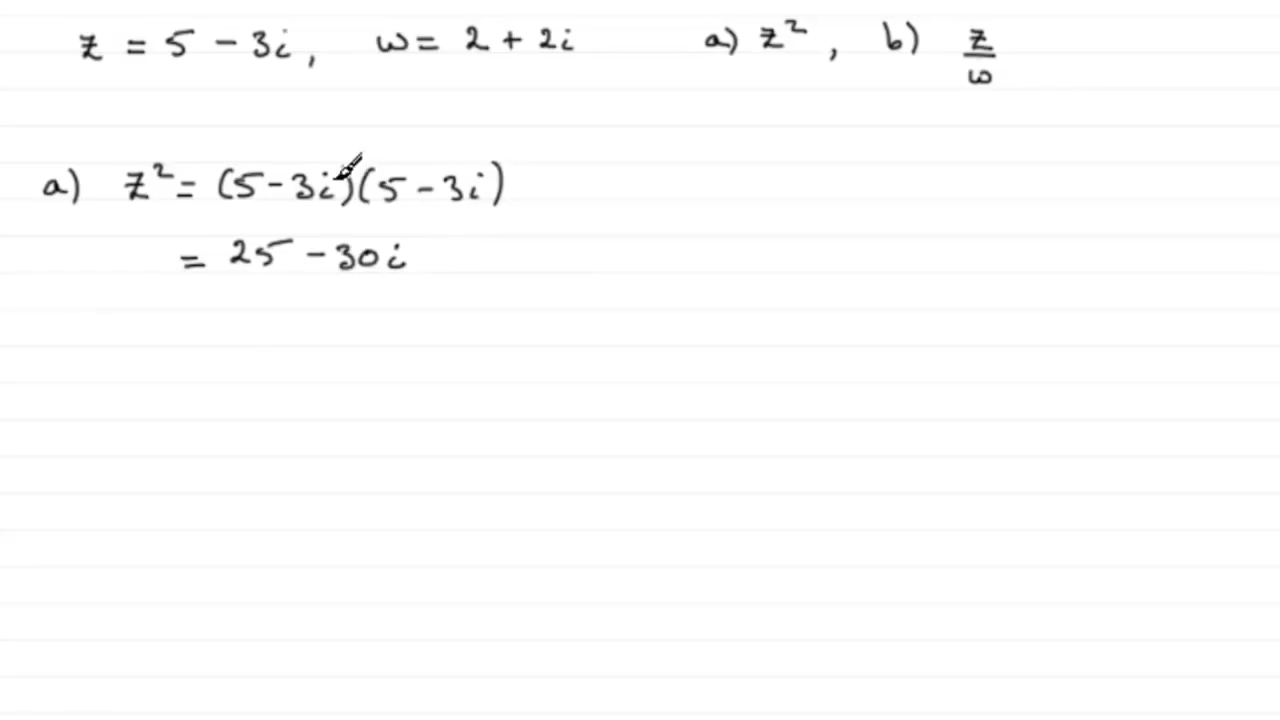 z = 5 - 3i, w = 2 + 2i a) z², b) z/w
a) z² = (5-3i)(5-3i)
= 25 - 30i